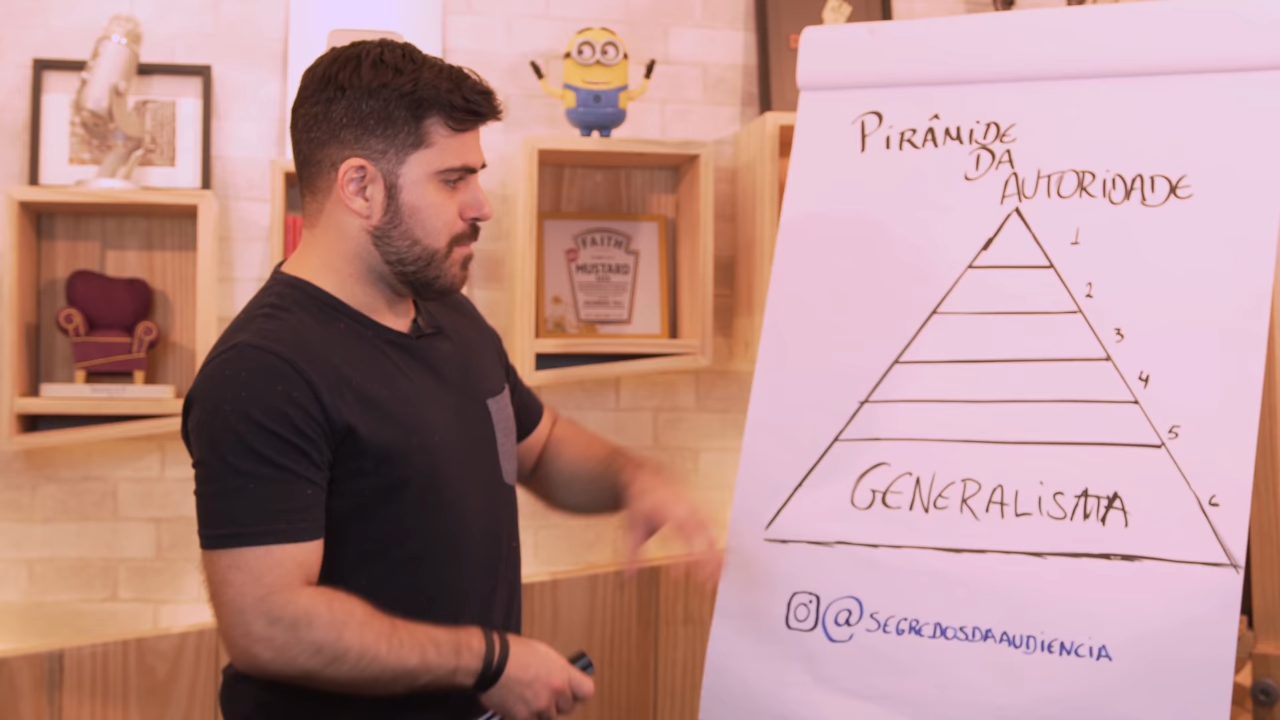 PIRÂMIDE
DA
AUTORIDADE
1
2
3
4
5
GENERALISTA
6
@SEGREDOSDAAUDIENCIA
FAITH
MUSTARD